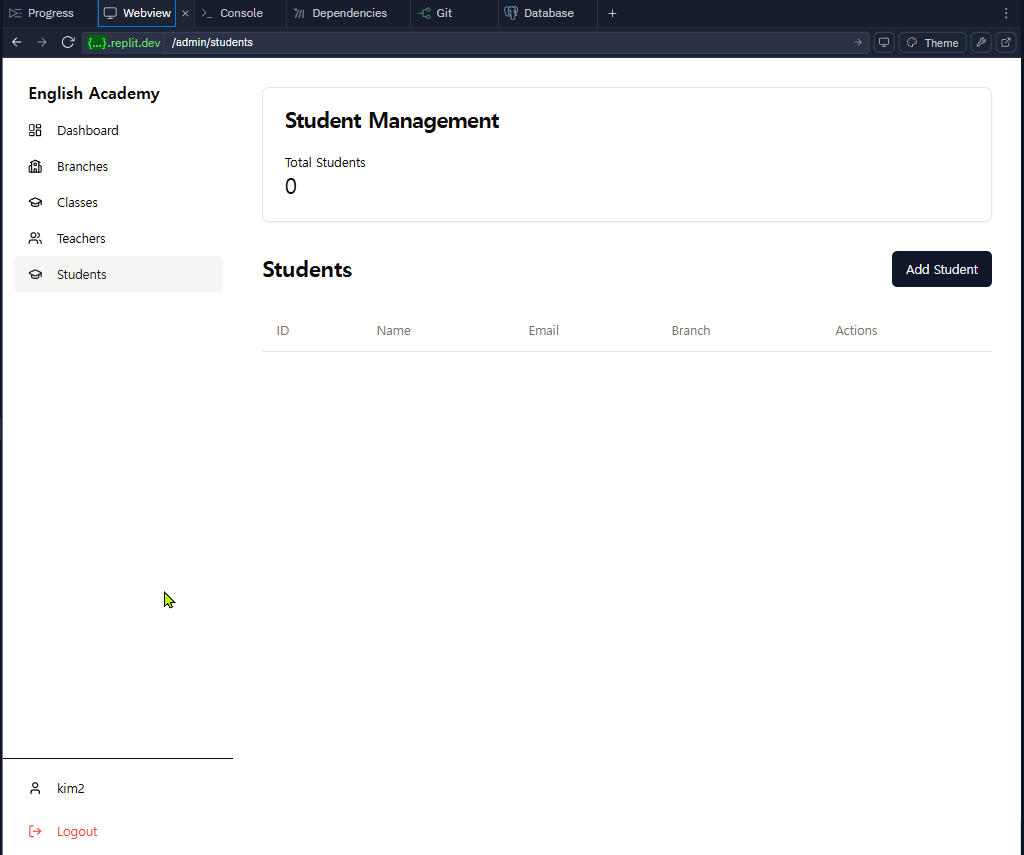 Progress
Webview
Console
Dependencies
Git
Database
{...}.replit.dev /admin/students
Theme
English Academy
Dashboard
Branches
Classes
Teachers
Students
Student Management
Total Students
0
Students
Add Student
ID Name Email Branch Actions
kim2
Logout